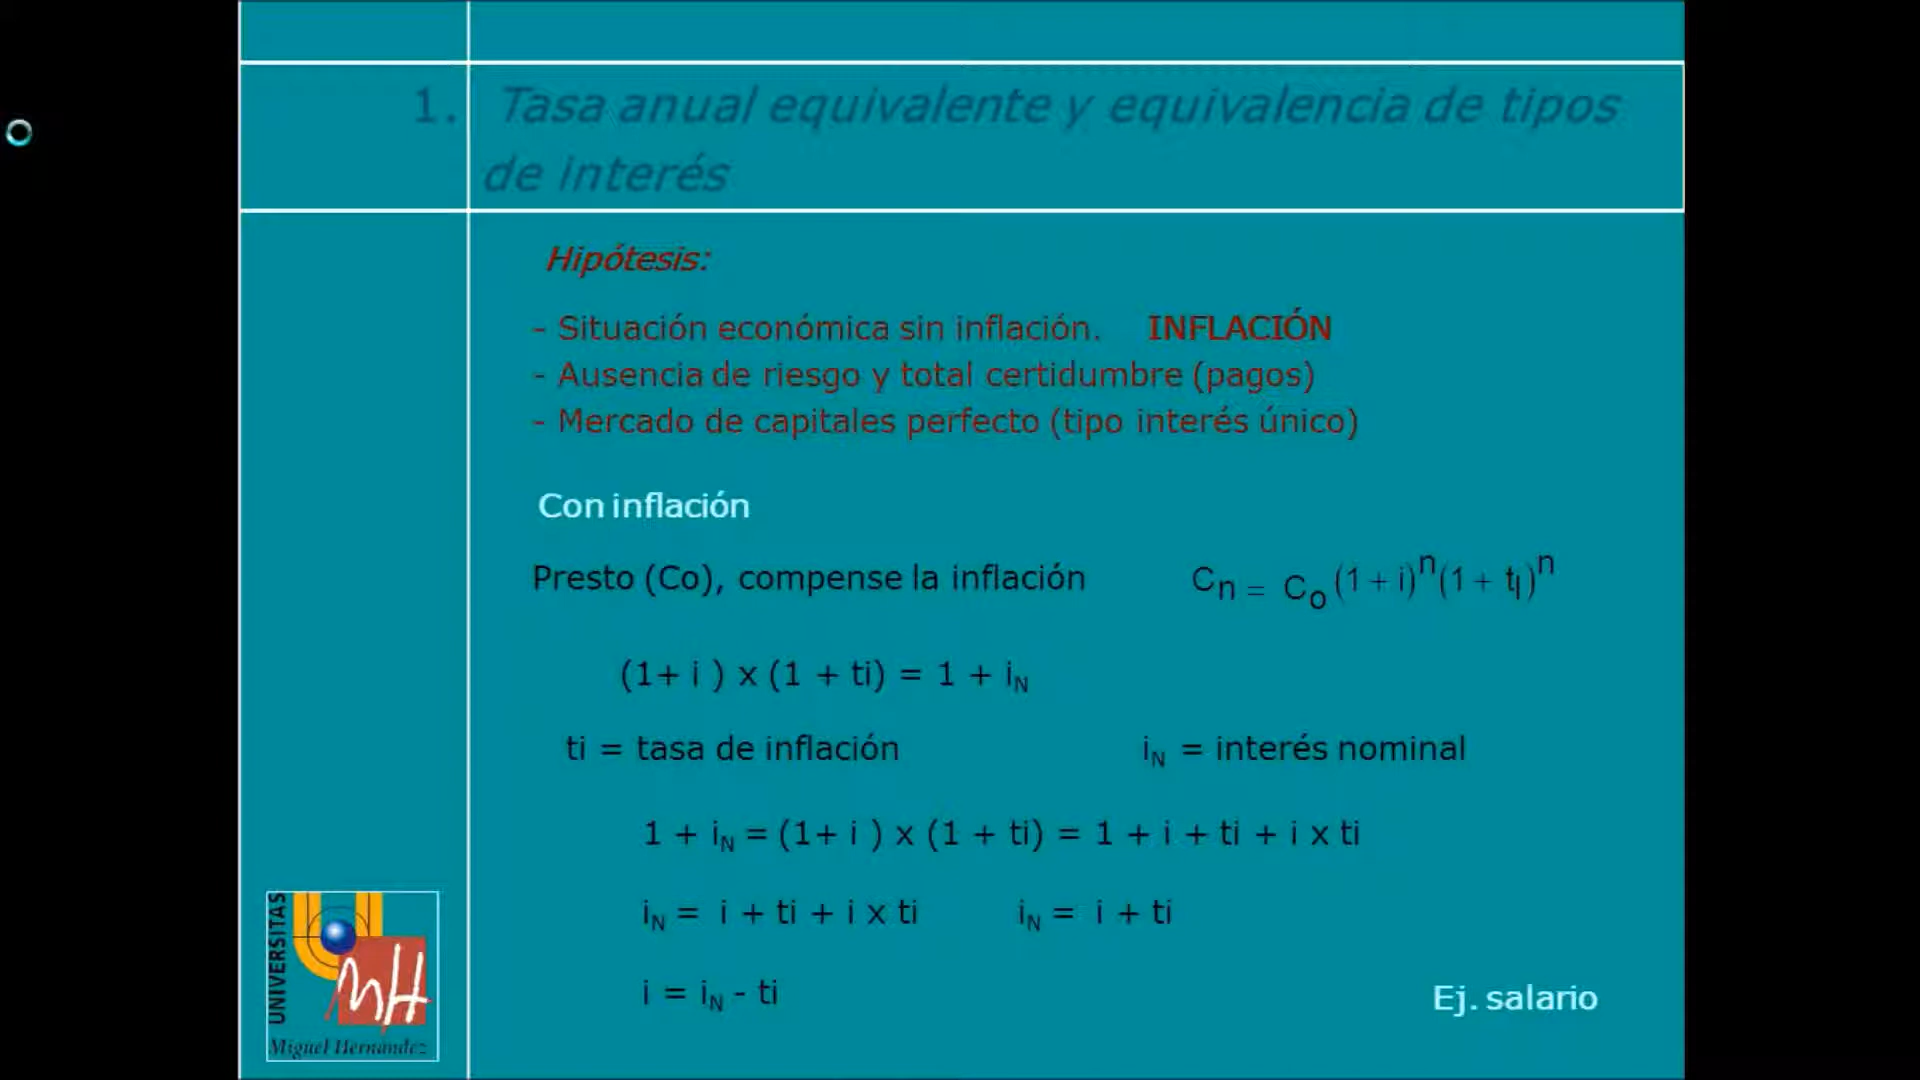 1. Tasa anual equivalente y equivalencia de tipos
de interés
Hipótesis:
- Situación económica sin inflación. INFLACIÓN
- Ausencia de riesgo y total certidumbre (pagos)
- Mercado de capitales perfecto (tipo interés único)
Con inflación
Presto (Co), compense la inflación Cn = Co (1 + i)^n (1 + tI)^n
(1+ i ) x (1 + ti) = 1 + iN
ti = tasa de inflación iN = interés nominal
1 + iN = (1+ i ) x (1 + ti) = 1 + i + ti + i x ti
iN = i + ti + i x ti iN = i + ti
i = iN - ti
Ej. salario
UNIVERSITAS
MH
Miguel Hernández